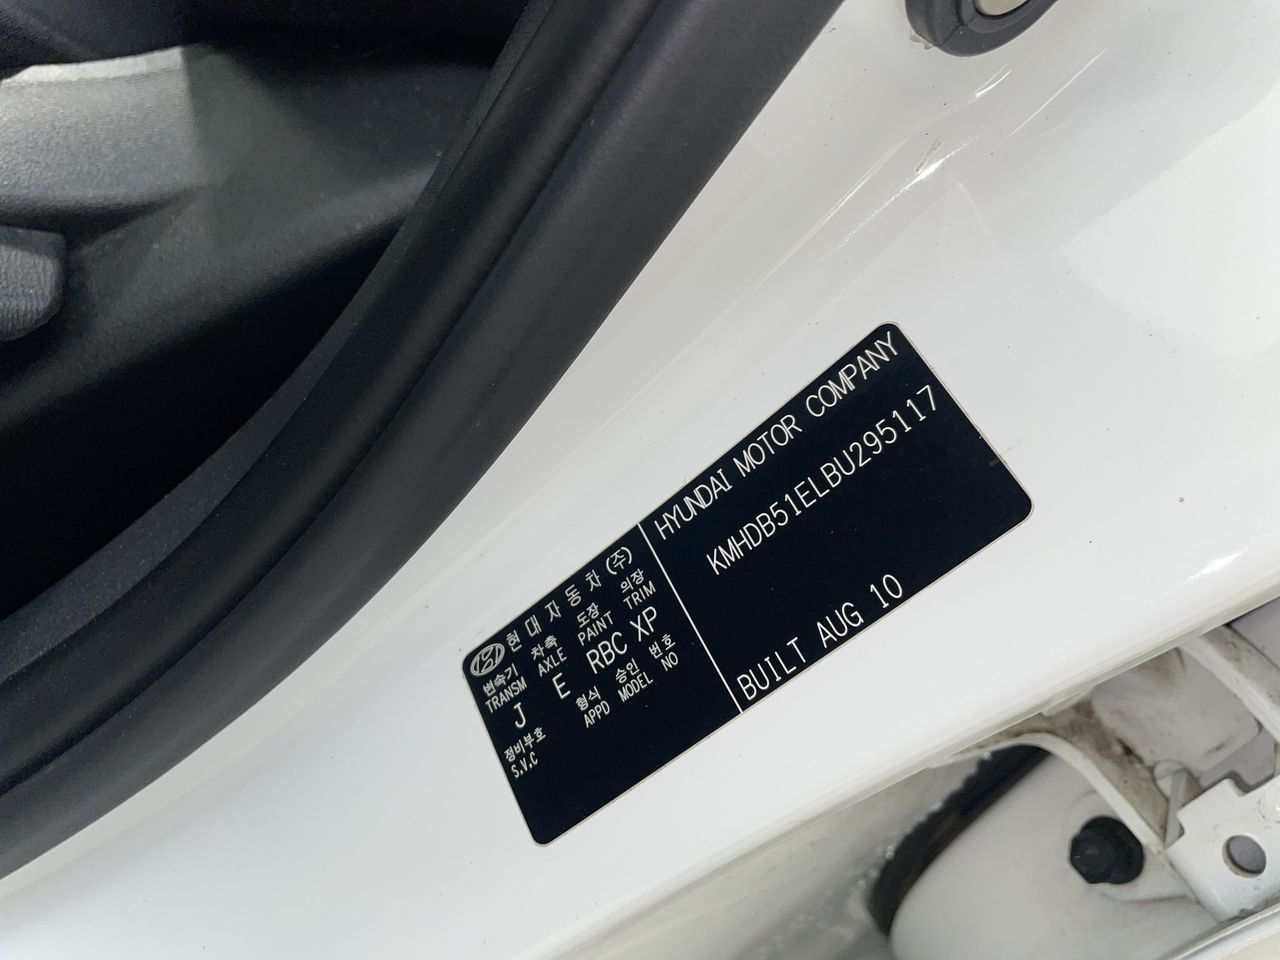 현대자동차(주)
변속기 차축 도장 의장
TRANSM AXLE PAINT TRIM
J E RBC XP
정비부호 형식 승인 번호
S.V.C APPD MODEL NO
HYUNDAI MOTOR COMPANY
KMHDB51ELBU295117
BUILT AUG 10